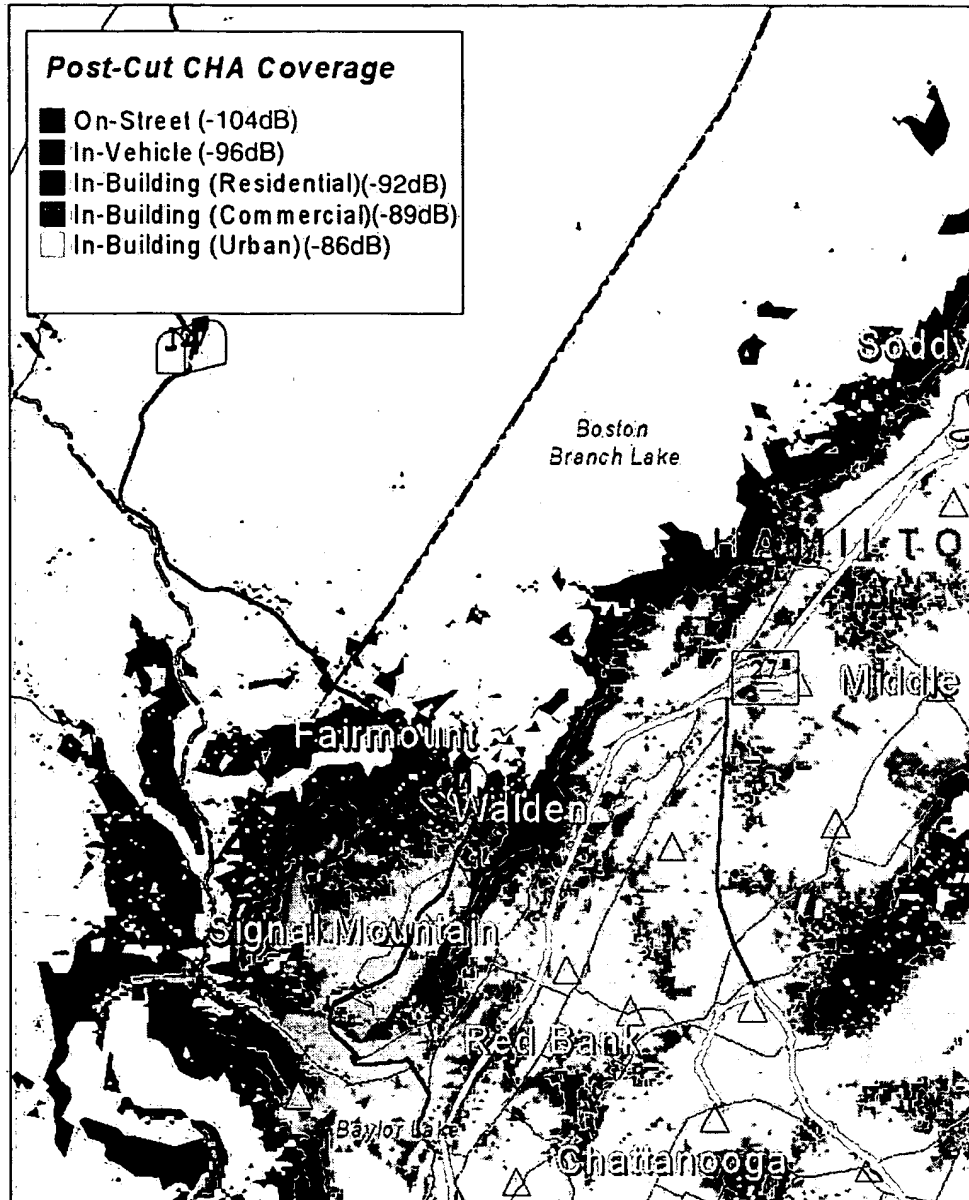 Post-Cut CHA Coverage
On-Street (-104dB)
In-Vehicle (-96dB)
In-Building (Residential)(-92dB)
In-Building (Commercial)(-89dB)
In-Building (Urban)(-86dB)
Soddy
Boston
Branch Lake
HAMILTO
27
Middle
Fairmount
Walden
Signal Mountain
Red Bank
Baylor Lake
Chattanooga